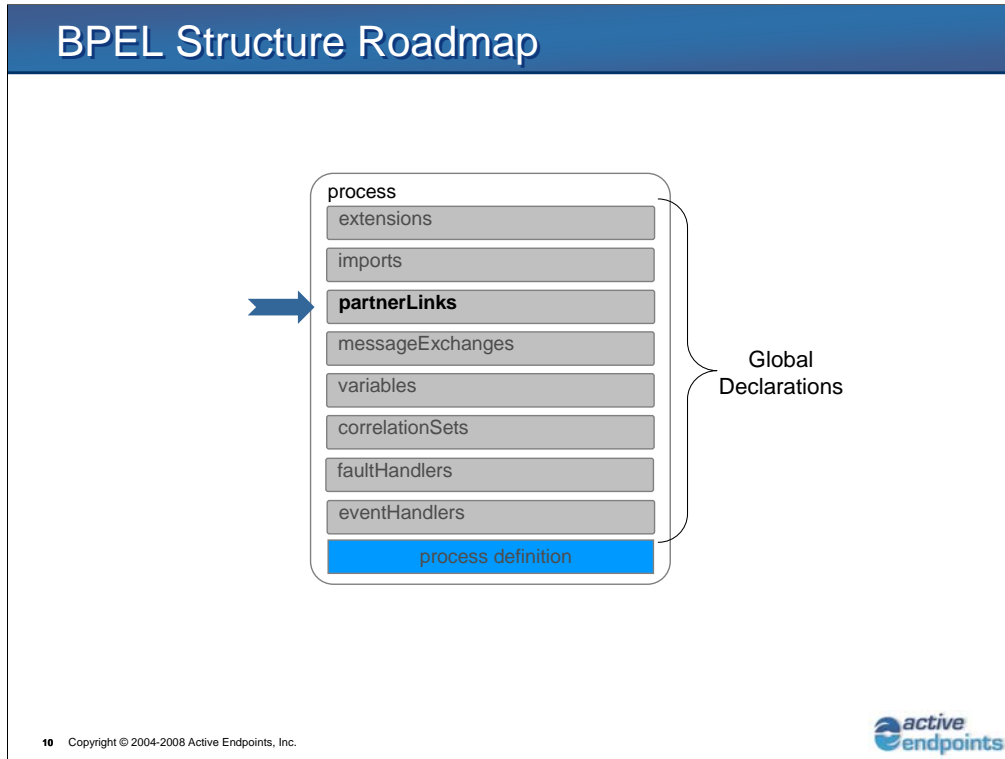 BPEL Structure Roadmap
process
extensions
imports
partnerLinks
messageExchanges
variables
correlationSets
faultHandlers
eventHandlers
process definition
Global
Declarations
10 Copyright © 2004-2008 Active Endpoints, Inc.
active
endpoints